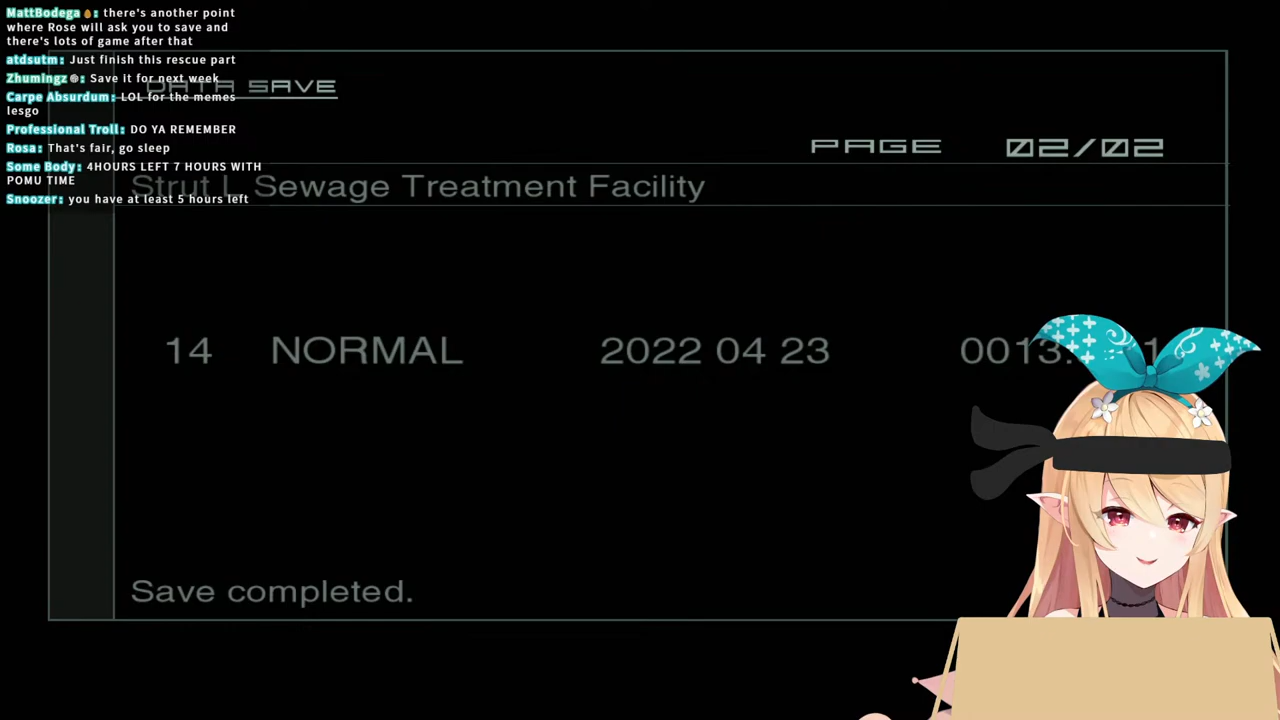 MattBodega: there's another point
where Rose will ask you to save and
there's lots of game after that
atdsutm: Just finish this rescue part
Zhumingz: Save it for next week
Carpe Absurdum: LOL for the memes
lesgo
Professional Troll: DO YA REMEMBER
Rosa: That's fair, go sleep
Some Body: 4HOURS LEFT 7 HOURS WITH
POMU TIME
Snoozer: you have at least 5 hours left
DATA SAVE
PAGE 02/02
Strut L Sewage Treatment Facility
14 NORMAL 2022 04 23
Save completed.